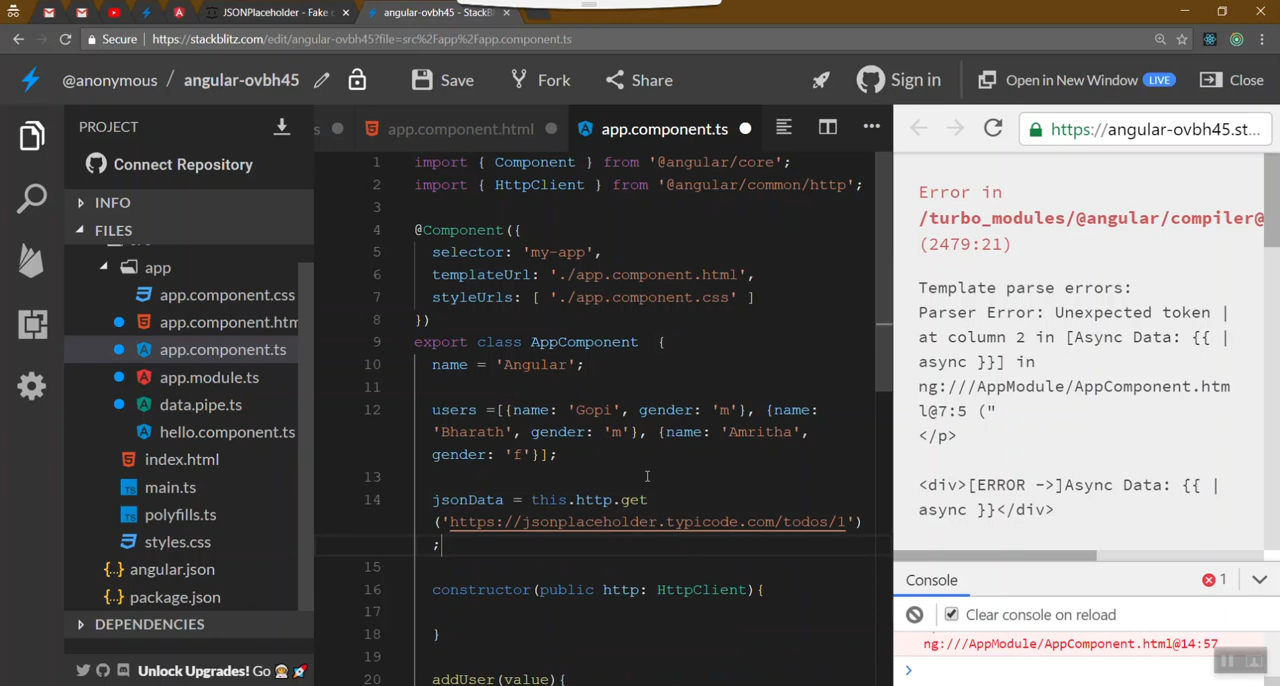 JSONPlaceholder - Fake
angular-ovbh45 - StackBl
Secure https://stackblitz.com/edit/angular-ovbh45?file=src%2Fapp%2Fapp.component.ts
@anonymous / angular-ovbh45 Save Fork Share Sign in Open in New Window LIVE Close
PROJECT
Connect Repository
INFO
FILES
app
app.component.css
app.component.htm
app.component.ts
app.module.ts
data.pipe.ts
hello.component.ts
index.html
main.ts
polyfills.ts
styles.css
{..} angular.json
{..} package.json
DEPENDENCIES
Unlock Upgrades! Go
s app.component.html app.component.ts
1 import { Component } from '@angular/core';
2 import { HttpClient } from '@angular/common/http';
3
4 @Component({
5 selector: 'my-app',
6 templateUrl: './app.component.html',
7 styleUrls: [ './app.component.css' ]
8 })
9 export class AppComponent {
10 name = 'Angular';
11
12 users =[{name: 'Gopi', gender: 'm'}, {name:
'Bharath', gender: 'm'}, {name: 'Amritha',
gender: 'f'}];
13
14 jsonData = this.http.get
('https://jsonplaceholder.typicode.com/todos/1')
;
15
16 constructor(public http: HttpClient){
17
18 }
19
20 addUser(value){
https://angular-ovbh45.st...
Error in
/turbo_modules/@angular/compiler@
(2479:21)
Template parse errors:
Parser Error: Unexpected token |
at column 2 in [Async Data: {{ |
async }}] in
ng:///AppModule/AppComponent.htm
l@7:5 ("
</p>
<div>[ERROR ->]Async Data: {{ |
async }}</div>
Console 1
Clear console on reload
ng:///AppModule/AppComponent.html@14:57